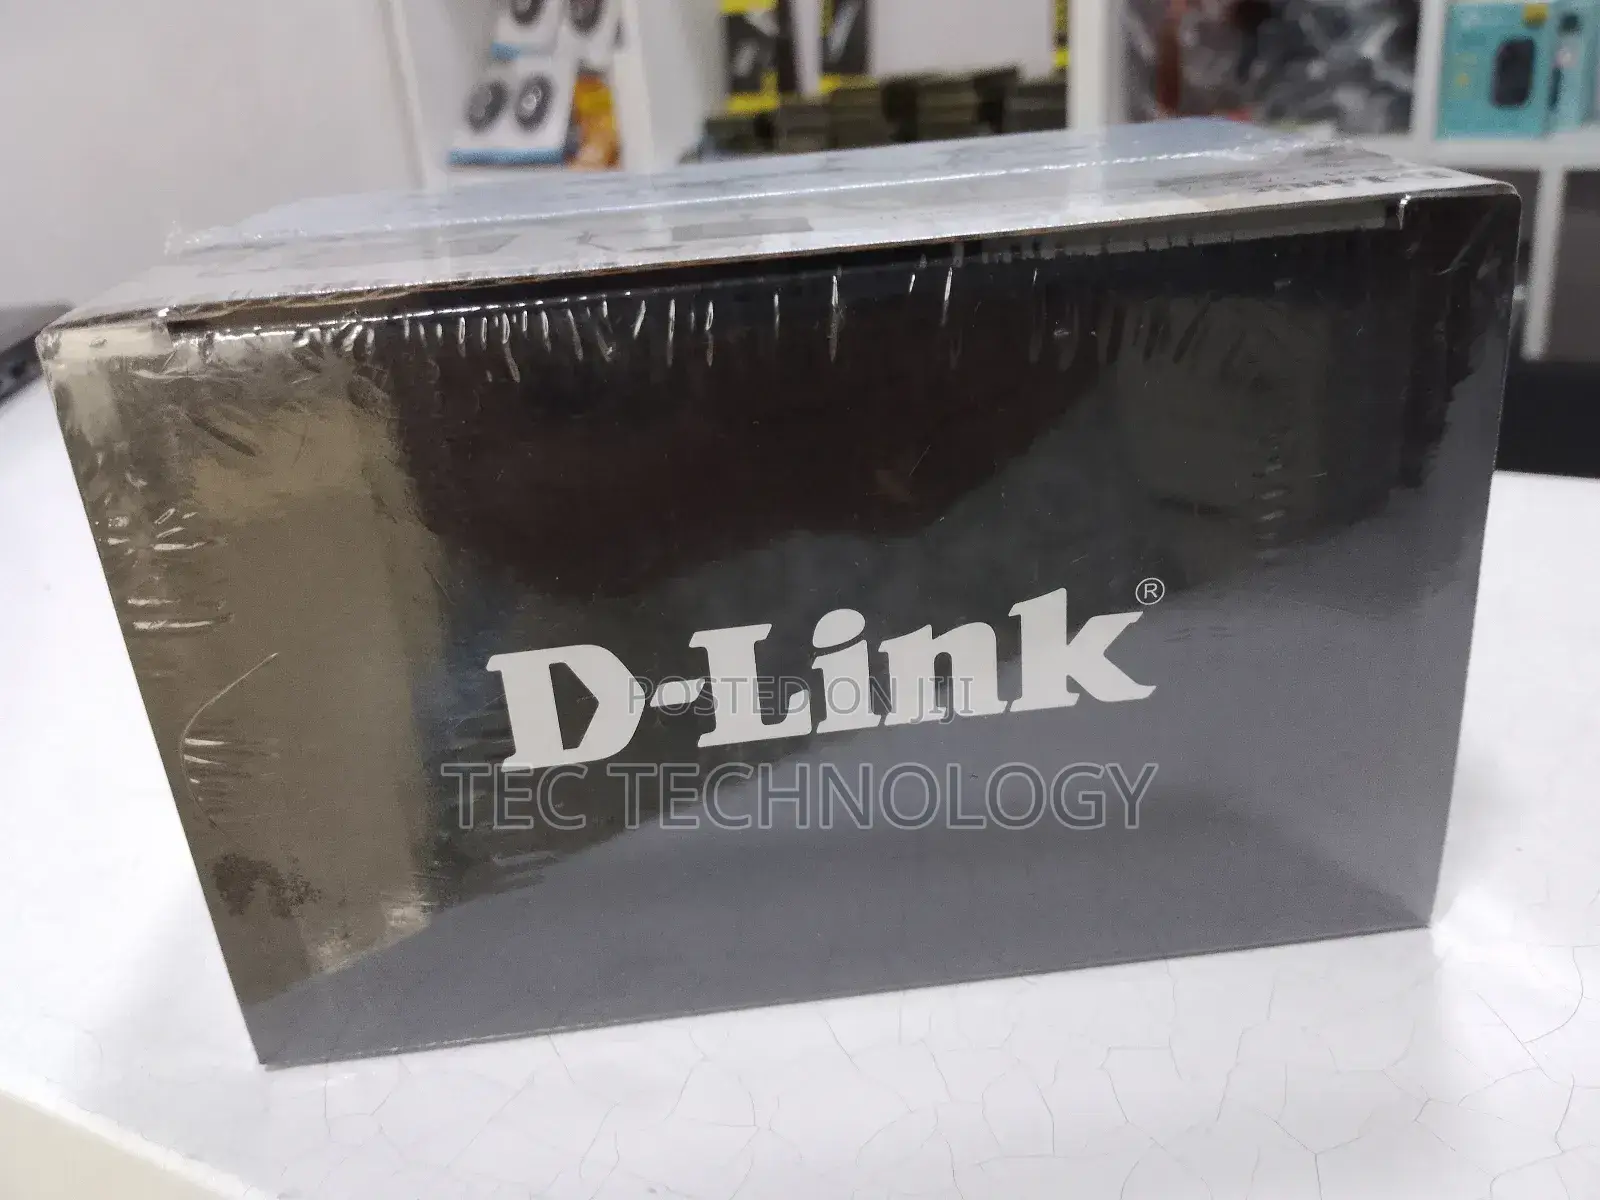 D-Link®
POSTED ON JIJI
TEC TECHNOLOGY